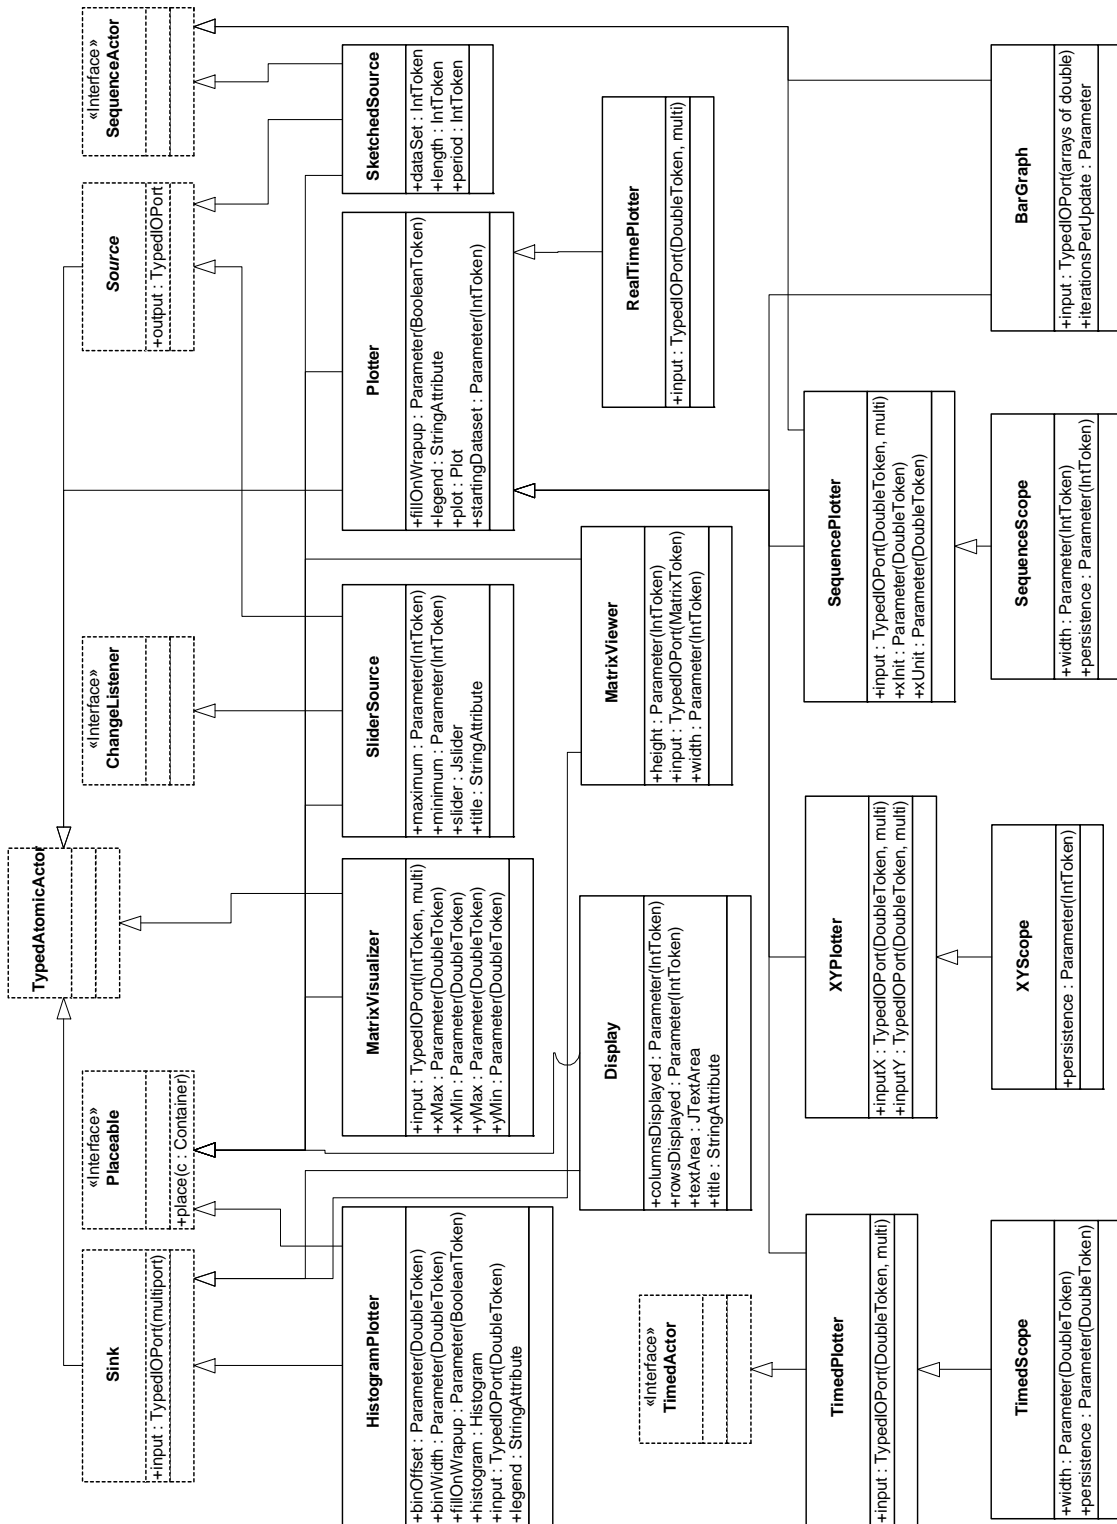 TypedAtomicActor
Sink
+input : TypedIOPort(multiport)
«Interface»
Placeable
+place(c : Container)
«Interface»
ChangeListener
Source
+output : TypedIOPort
«Interface»
SequenceActor
HistogramPlotter
+binOffset : Parameter(DoubleToken)
+binWidth : Parameter(DoubleToken)
+fillOnWrapup : Parameter(BooleanToken)
+histogram : Histogram
+input : TypedIOPort(DoubleToken)
+legend : StringAttribute
MatrixVisualizer
+input : TypedIOPort(IntToken, multi)
+xMax : Parameter(DoubleToken)
+xMin : Parameter(DoubleToken)
+yMax : Parameter(DoubleToken)
+yMin : Parameter(DoubleToken)
SliderSource
+maximum : Parameter(IntToken)
+minimum : Parameter(IntToken)
+slider : Jslider
+title : StringAttribute
Plotter
+fillOnWrapup : Parameter(BooleanToken)
+legend : StringAttribute
+plot : Plot
+startingDataset : Parameter(IntToken)
SketchedSource
+dataSet : IntToken
+length : IntToken
+period : IntToken
Display
+columnsDisplayed : Parameter(IntToken)
+rowsDisplayed : Parameter(IntToken)
+textArea : JTextArea
+title : StringAttribute
MatrixViewer
+height : Parameter(IntToken)
+input : TypedIOPort(MatrixToken)
+width : Parameter(IntToken)
RealTimePlotter
+input : TypedIOPort(DoubleToken, multi)
«Interface»
TimedActor
TimedPlotter
+input : TypedIOPort(DoubleToken, multi)
XYPlotter
+inputX : TypedIOPort(DoubleToken, multi)
+inputY : TypedIOPort(DoubleToken, multi)
SequencePlotter
+input : TypedIOPort(DoubleToken, multi)
+xInit : Parameter(DoubleToken)
+xUnit : Parameter(DoubleToken)
TimedScope
+width : Parameter(DoubleToken)
+persistence : Parameter(DoubleToken)
XYScope
+persistence : Parameter(IntToken)
SequenceScope
+width : Parameter(IntToken)
+persistence : Parameter(IntToken)
BarGraph
+input : TypedIOPort(arrays of double)
+iterationsPerUpdate : Parameter